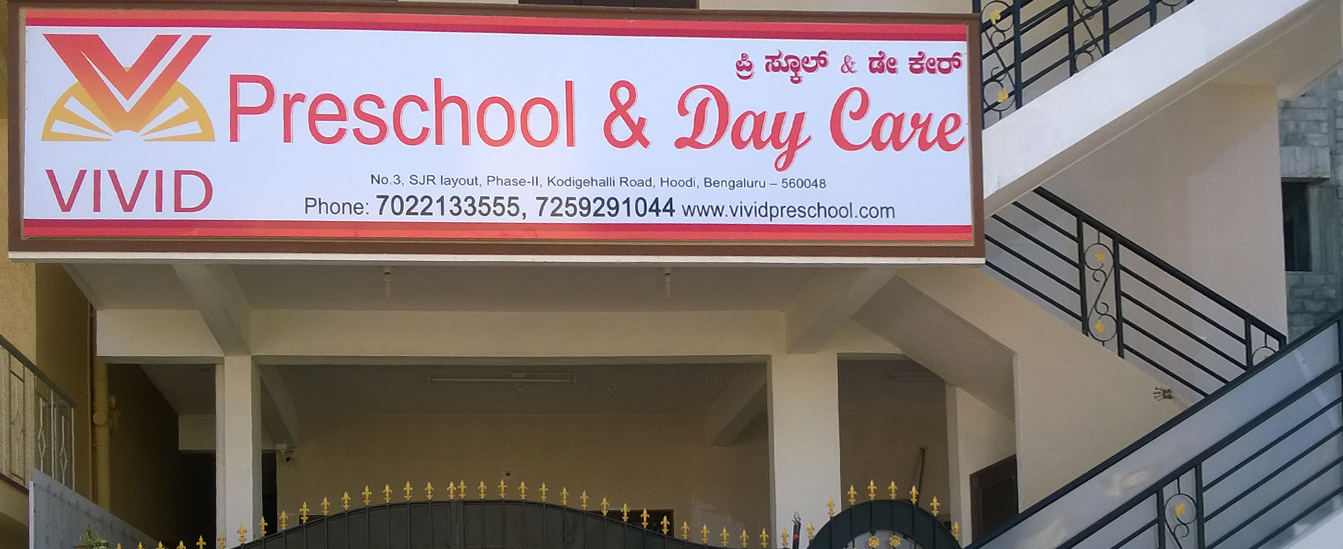 ಪ್ರಿ ಸ್ಕೂಲ್ & ಡೇ ಕೇರ್
Preschool & Day Care
VIVID
No.3, SJR layout, Phase-II, Kodigehalli Road, Hoodi, Bengaluru – 560048
Phone: 7022133555, 7259291044 www.vividpreschool.com